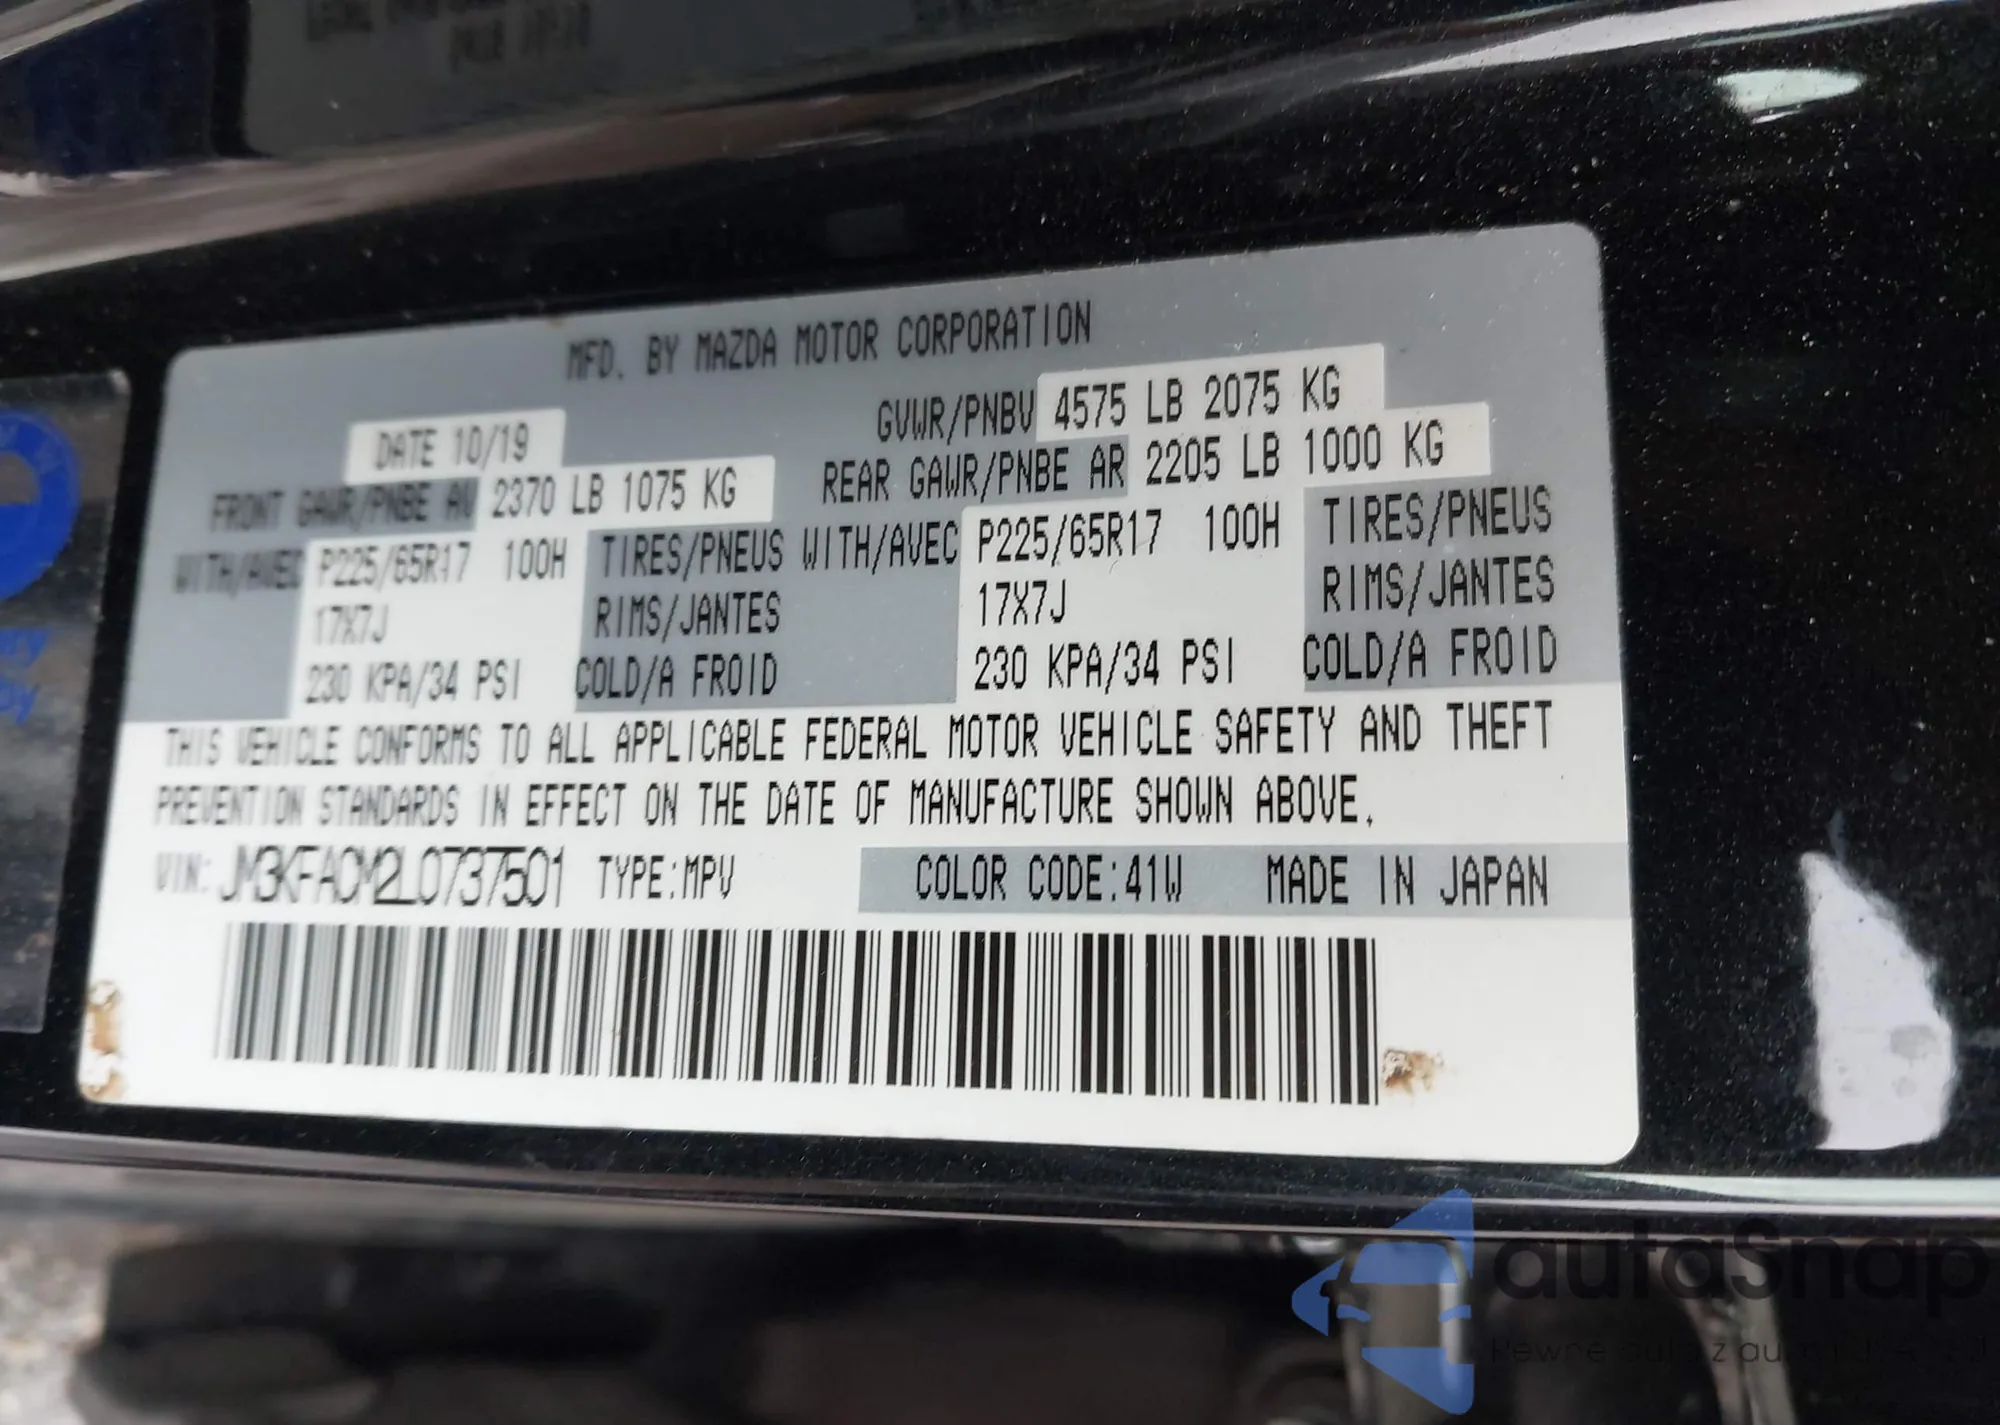 MFD. BY MAZDA MOTOR CORPORATION
DATE 10/19 GVWR/PNBV 4575 LB 2075 KG
FRONT GAWR/PNBE AV 2370 LB 1075 KG REAR GAWR/PNBE AR 2205 LB 1000 KG
WITH/AVEC P225/65R17 100H TIRES/PNEUS WITH/AVEC P225/65R17 100H TIRES/PNEUS
17X7J RIMS/JANTES 17X7J RIMS/JANTES
230 KPA/34 PSI COLD/A FROID 230 KPA/34 PSI COLD/A FROID
THIS VEHICLE CONFORMS TO ALL APPLICABLE FEDERAL MOTOR VEHICLE SAFETY AND THEFT
PREVENTION STANDARDS IN EFFECT ON THE DATE OF MANUFACTURE SHOWN ABOVE.
VIN: JM3KFACM2L0737501 TYPE:MPV COLOR CODE:41W MADE IN JAPAN
autaSnap